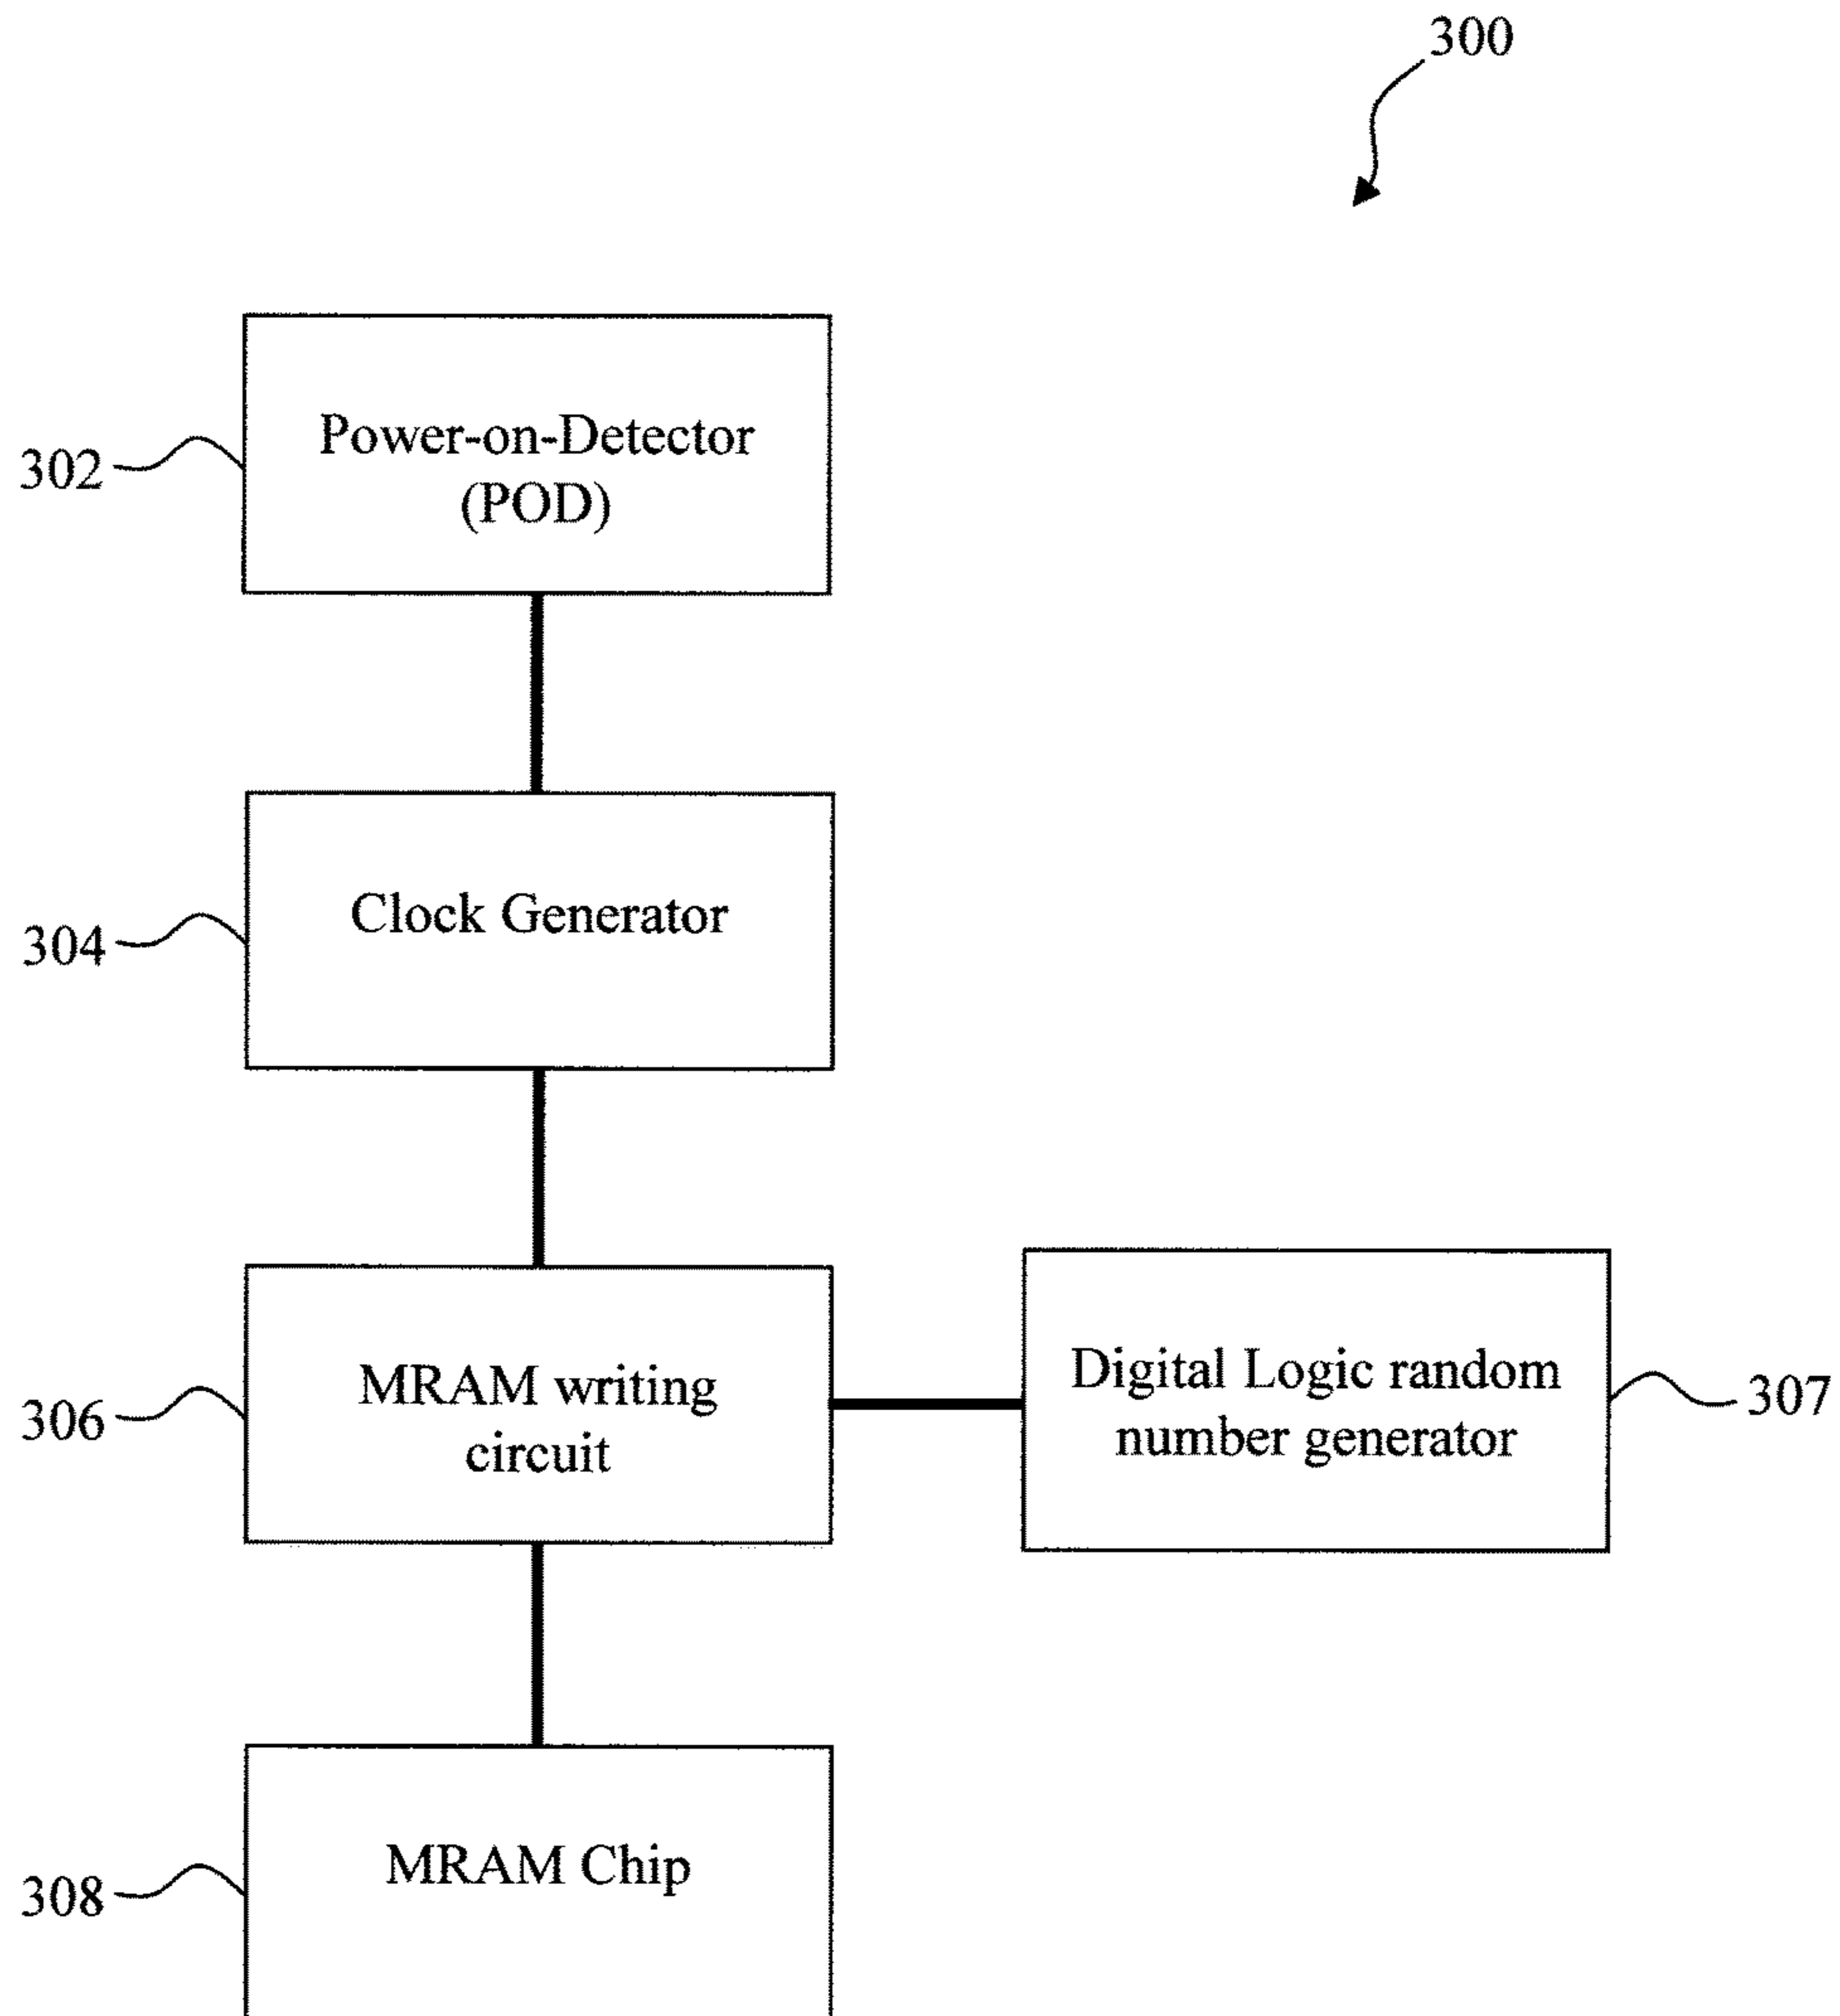 300
302
Power-on-Detector
(POD)
304
Clock Generator
306
MRAM writing
circuit
Digital Logic random
number generator
307
308
MRAM Chip